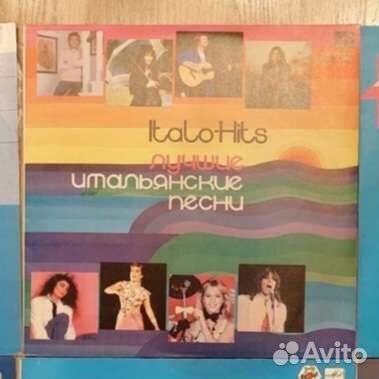 Italo-Hits
лучшие
итальянские
песни
Avito